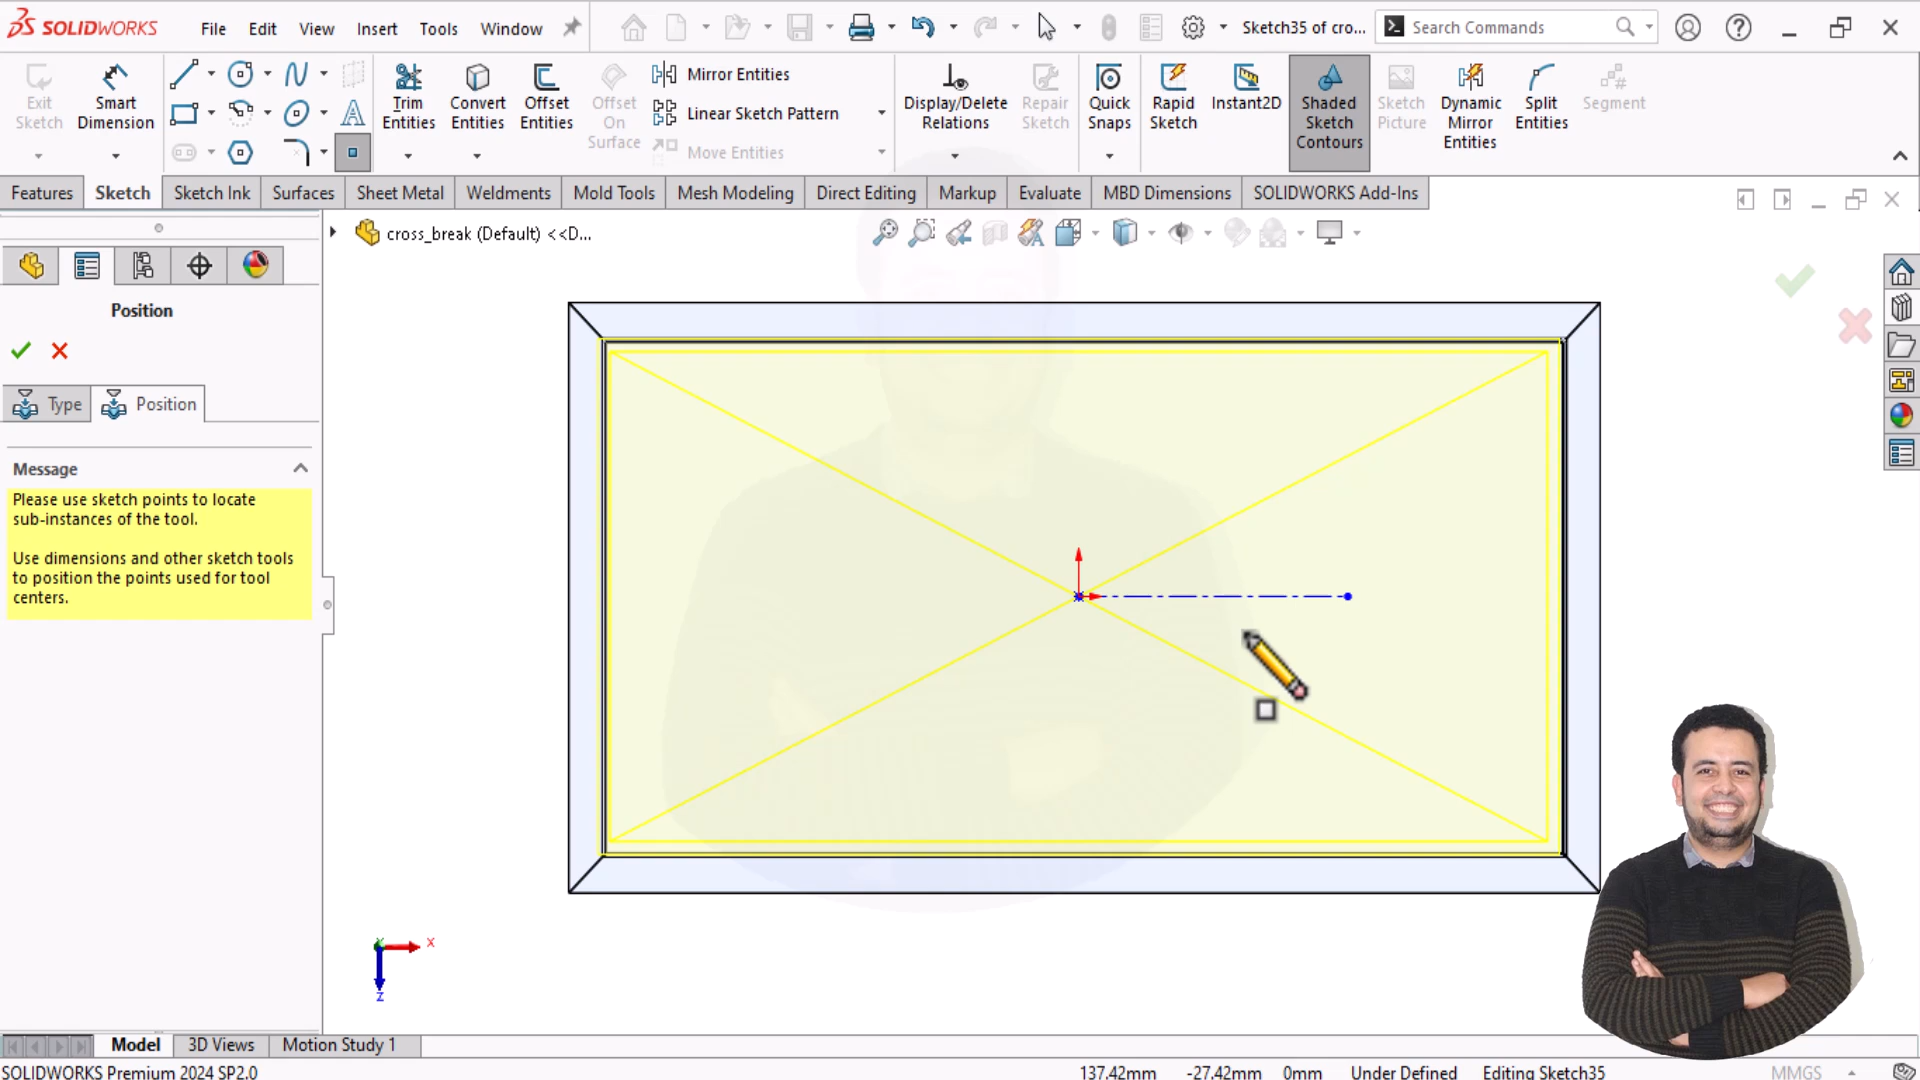 SOLIDWORKS File Edit View Insert Tools Window Sketch35 of cro... Search Commands
Exit Sketch
Smart Dimension
Trim Entities
Convert Entities
Offset Entities
Offset On Surface
Mirror Entities
Linear Sketch Pattern
Move Entities
Display/Delete Relations
Repair Sketch
Quick Snaps
Rapid Sketch
Instant2D
Shaded Sketch Contours
Sketch Picture
Dynamic Mirror Entities
Split Entities
Segment
Features Sketch Sketch Ink Surfaces Sheet Metal Weldments Mold Tools Mesh Modeling Direct Editing Markup Evaluate MBD Dimensions SOLIDWORKS Add-Ins
cross_break (Default) <<D...
Position
Type Position
Message
Please use sketch points to locate
sub-instances of the tool.
Use dimensions and other sketch tools
to position the points used for tool
centers.
X
Z
Model 3D Views Motion Study 1
SOLIDWORKS Premium 2024 SP2.0 137.42mm -27.42mm 0mm Under Defined Editing Sketch35 MMGS